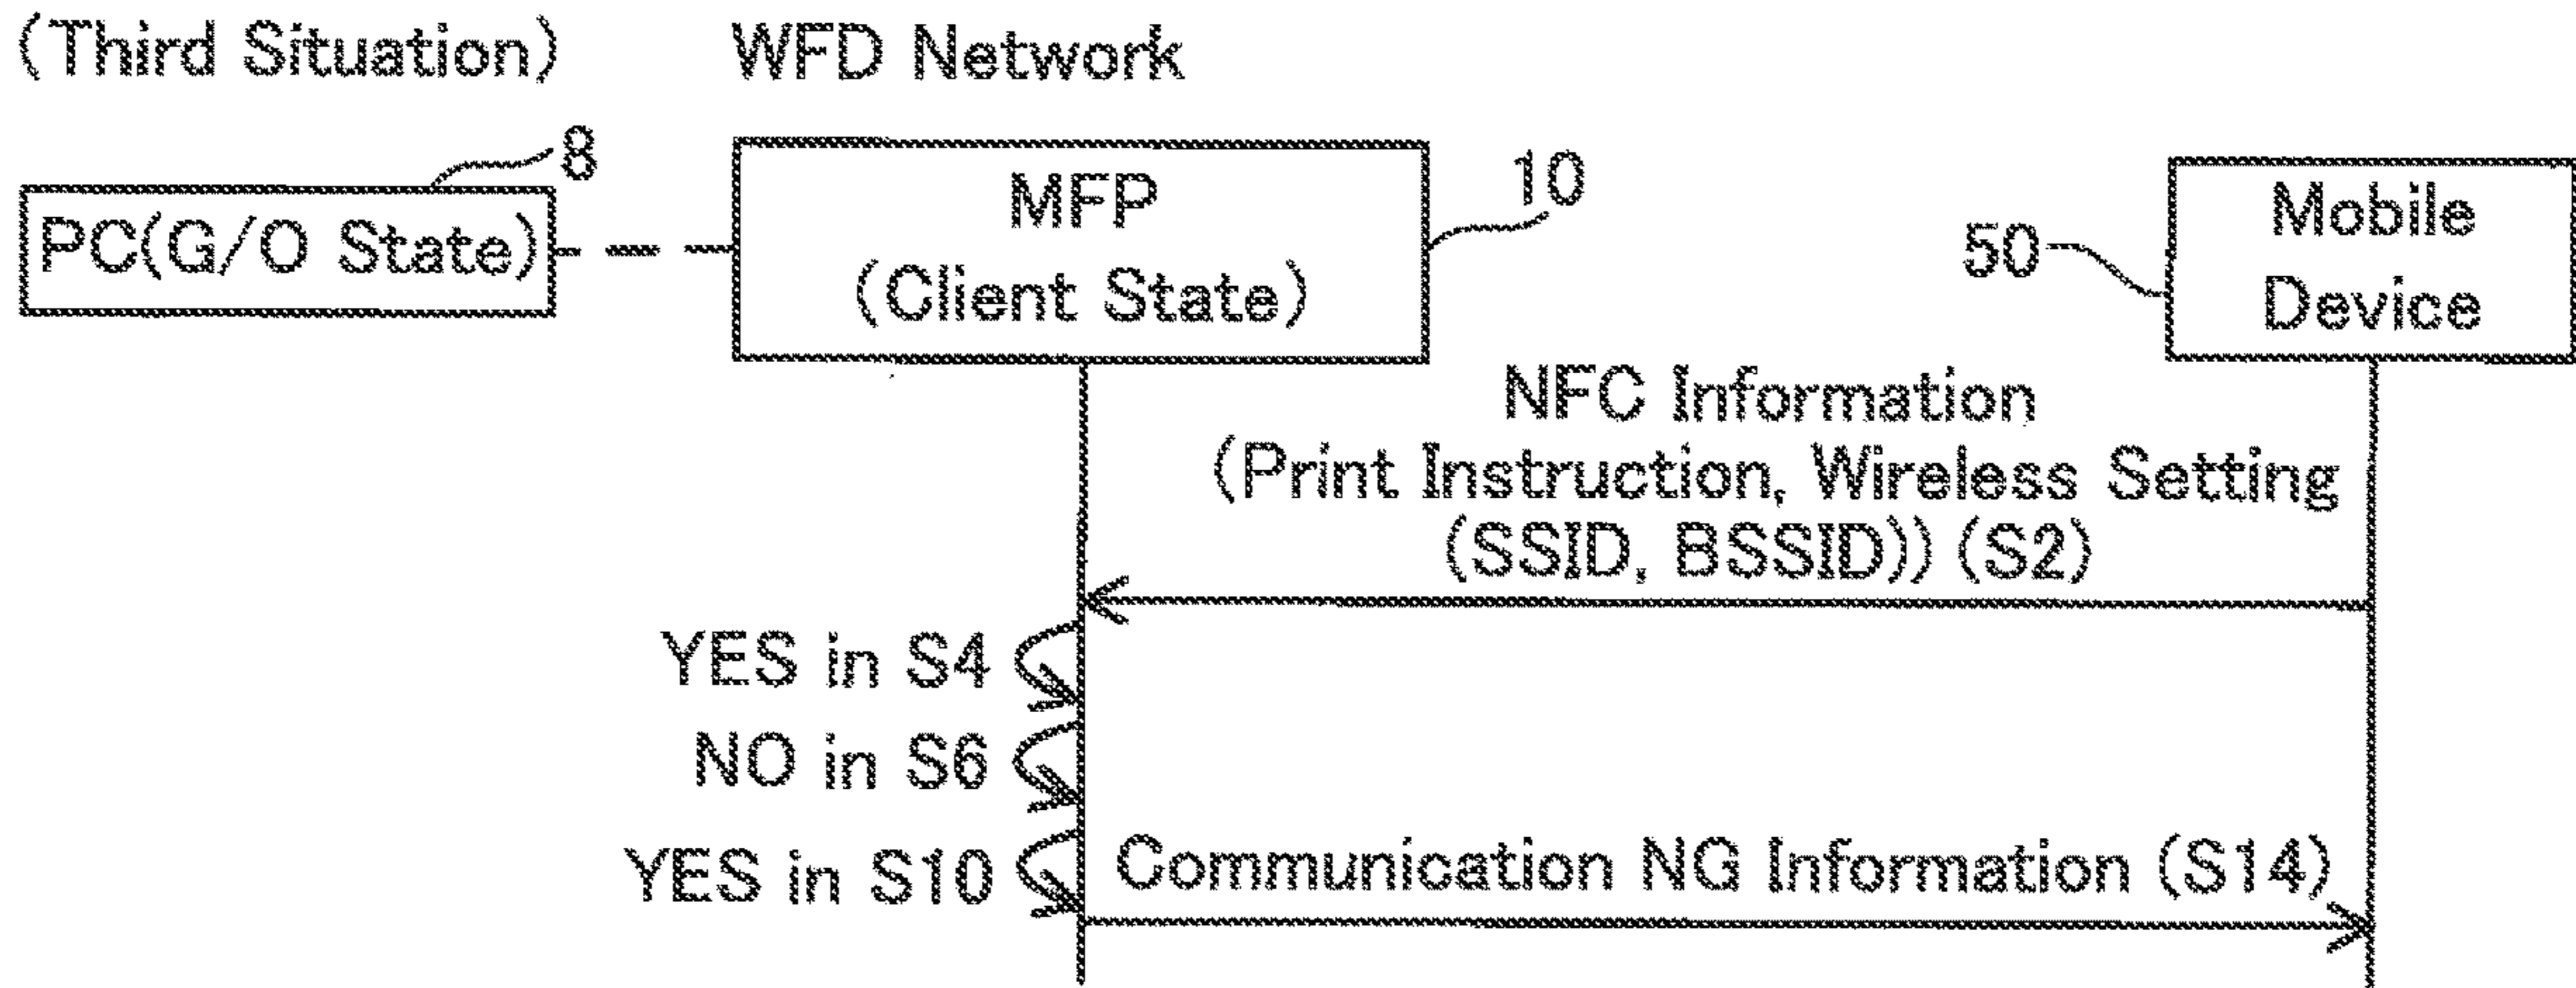 (Third Situation)
WFD Network
8
PC(G/O State)
MFP
(Client State)
10
50
Mobile
Device
NFC Information
(Print Instruction, Wireless Setting
(SSID, BSSID)) (S2)
YES in S4
NO in S6
YES in S10
Communication NG Information (S14)